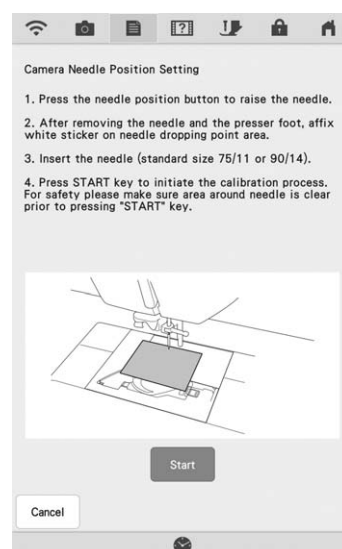 Camera Needle Position Setting
1. Press the needle position button to raise the needle.
2. After removing the needle and the presser foot, affix
white sticker on needle dropping point area.
3. Insert the needle (standard size 75/11 or 90/14).
4. Press START key to initiate the calibration process.
For safety please make sure area around needle is clear
prior to pressing "START" key.
Start
Cancel